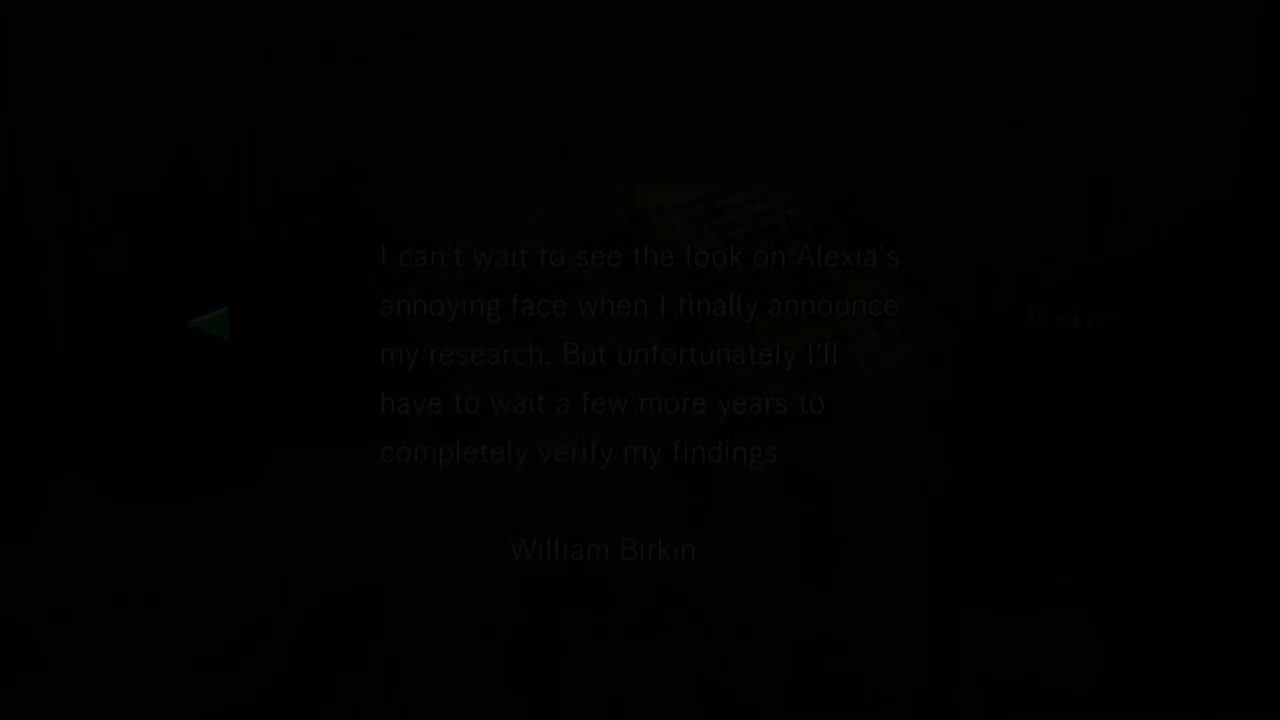 I can't wait to see the look on Alexia's
annoying face when I finally announce
my research. But unfortunately I'll
have to wait a few more years to
completely verify my findings.
William Birkin
Exit